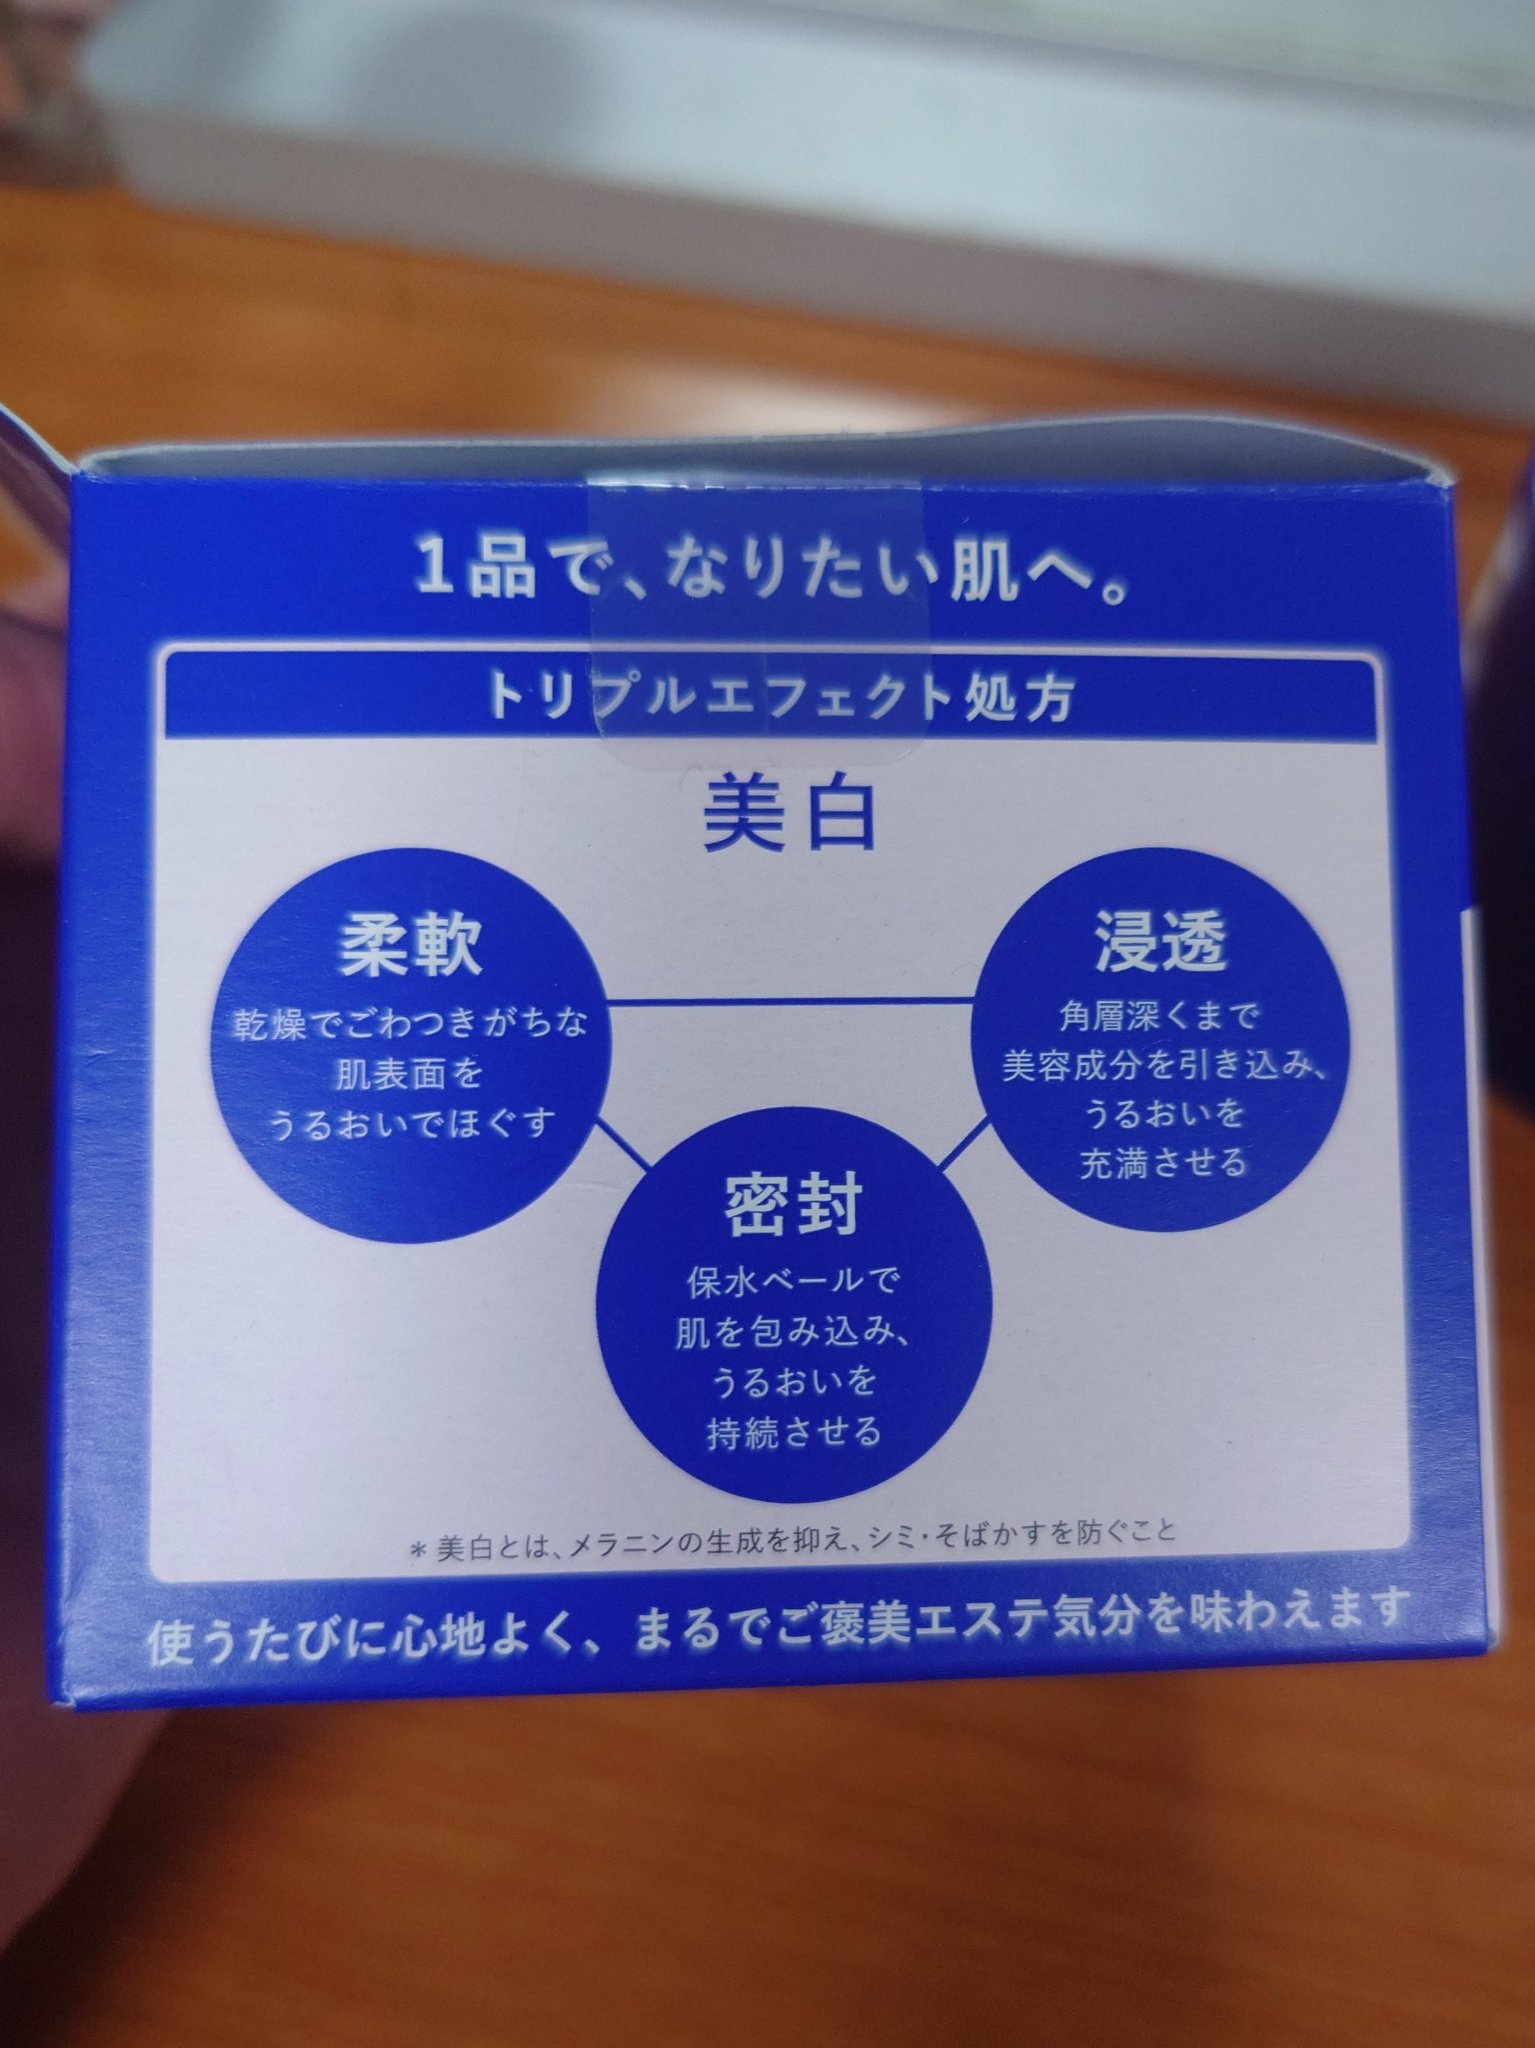 1品で、なりたい肌へ。
トリプルエフェクト処方
美白
柔軟
乾燥でごわつきがちな
肌表面を
うるおいでほぐす
浸透
角層深くまで
美容成分を引き込み、
うるおいを
充満させる
密封
保水ベールで
肌を包み込み、
うるおいを
持続させる
＊美白とは、メラニンの生成を抑え、シミ・そばかすを防ぐこと
使うたびに心地よく、まるでご褒美エステ気分を味わえます